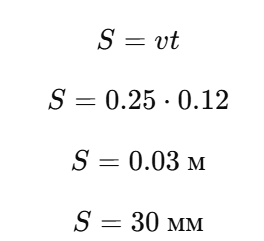 S = vt
S = 0.25 · 0.12
S = 0.03 м
S = 30 мм